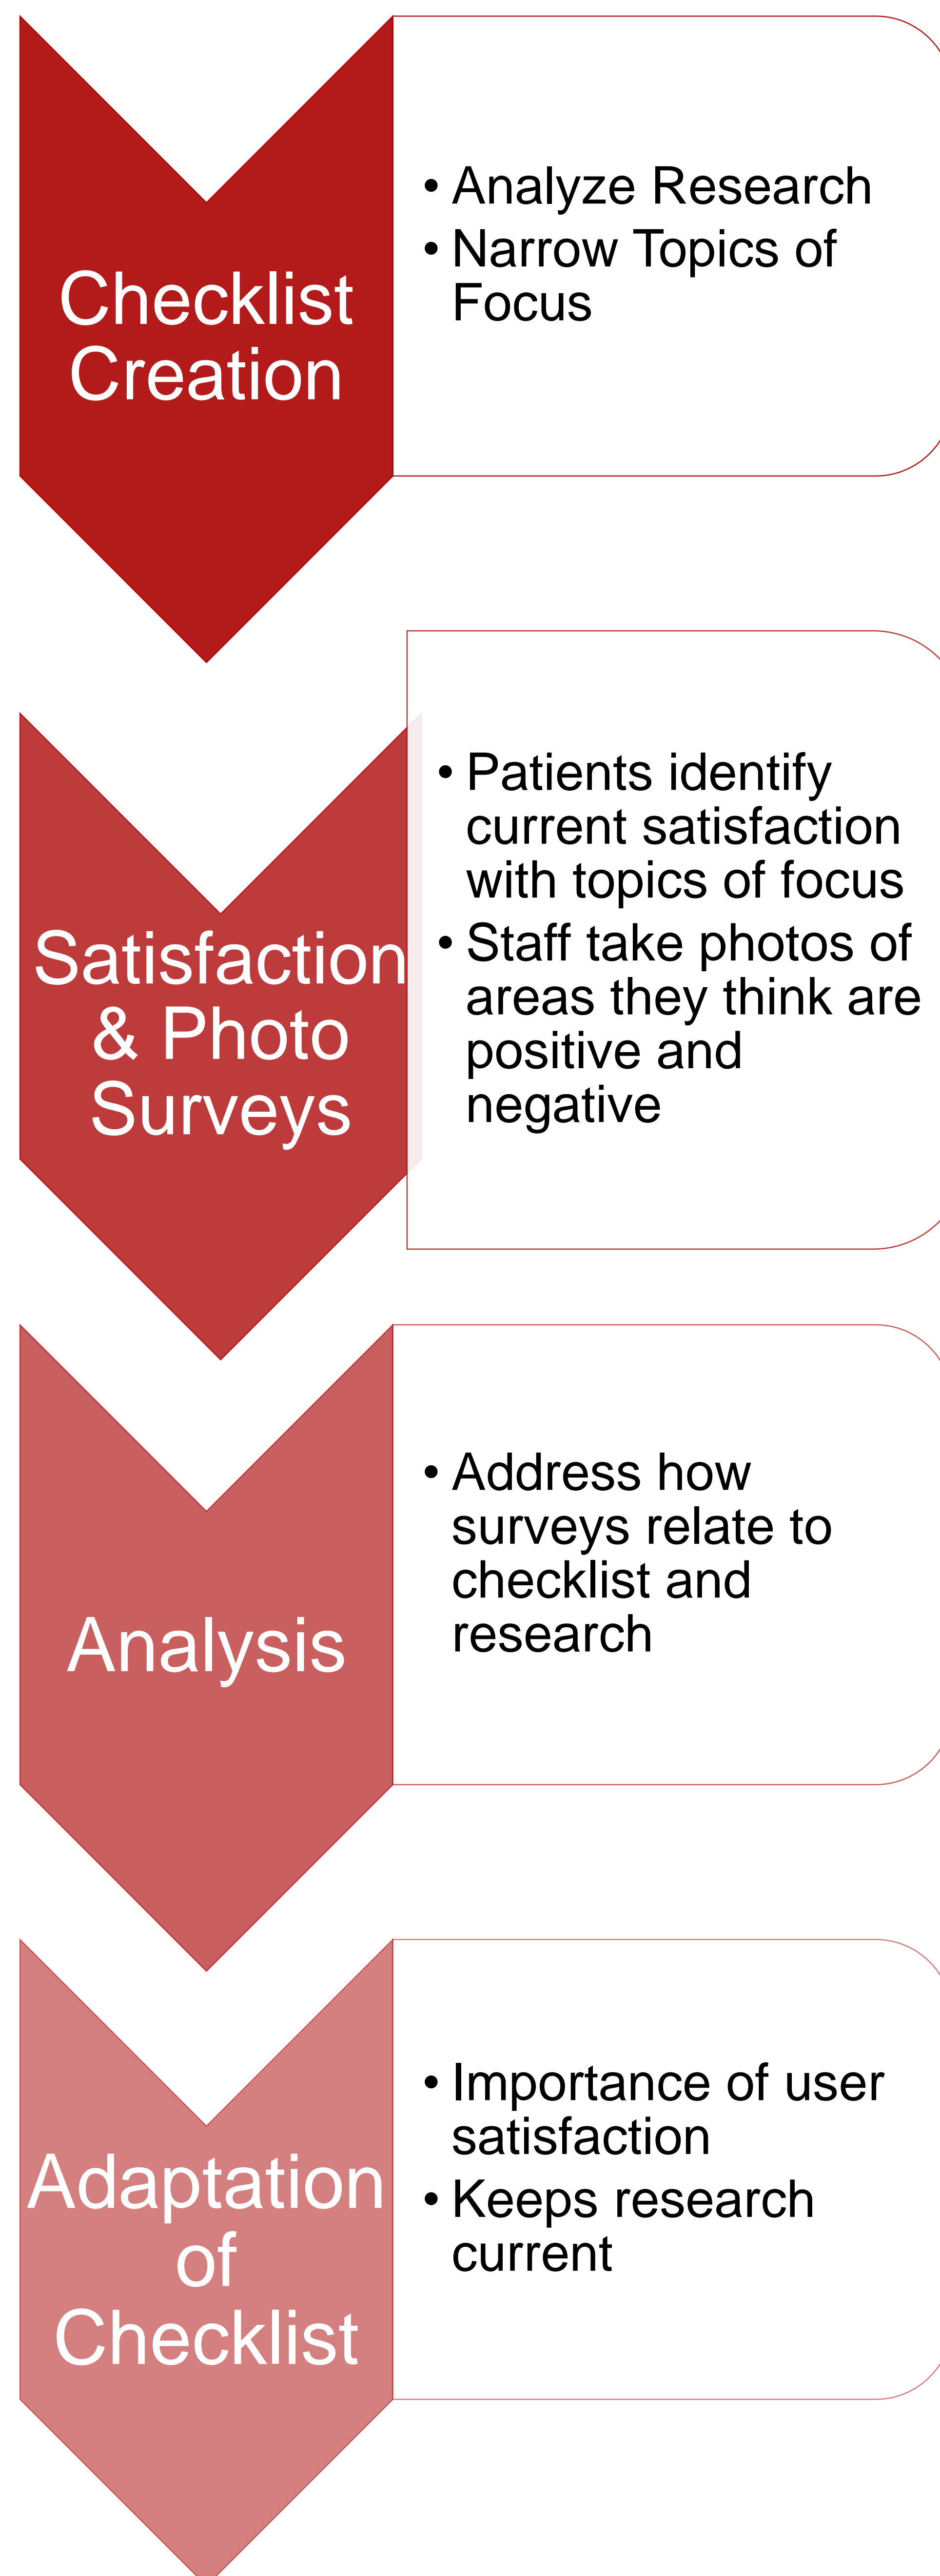 Checklist
Creation
• Analyze Research
• Narrow Topics of
Focus
Satisfaction
& Photo
Surveys
• Patients identify
current satisfaction
with topics of focus
• Staff take photos of
areas they think are
positive and
negative
Analysis
• Address how
surveys relate to
checklist and
research
Adaptation
of
Checklist
• Importance of user
satisfaction
• Keeps research
current